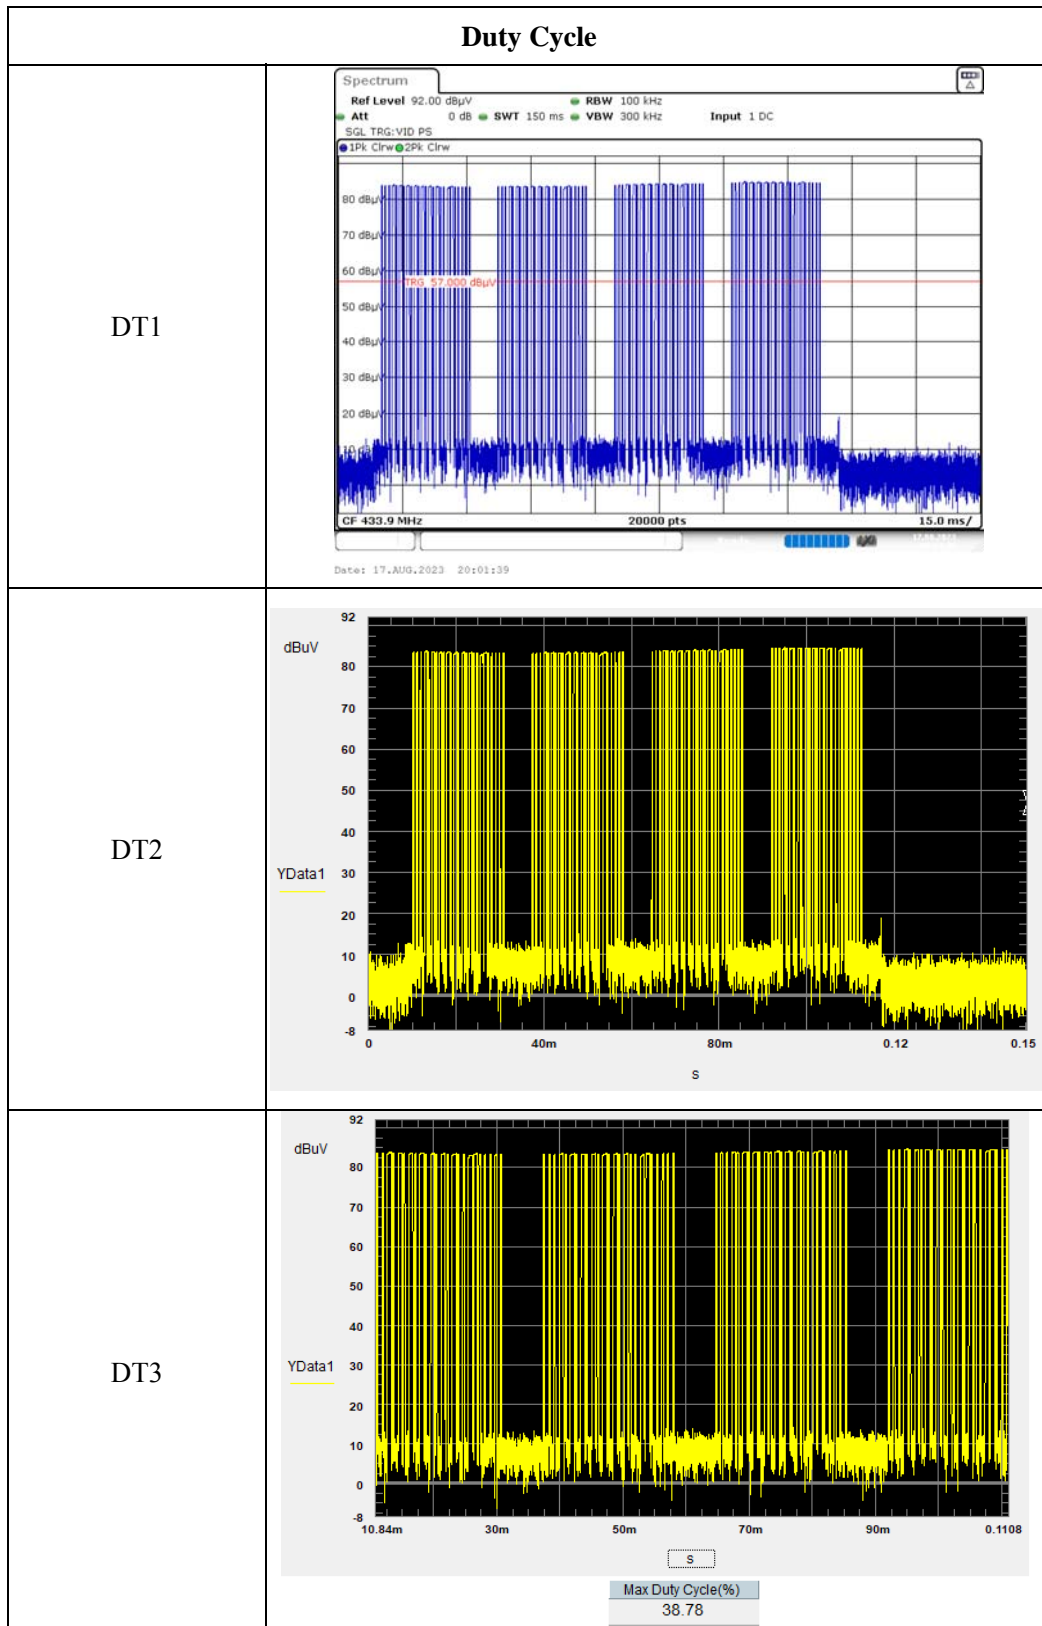 Duty Cycle
DT1
Spectrum
Ref Level 92.00 dBµV RBW 100 kHz
Att 0 dB SWT 150 ms VBW 300 kHz Input 1 DC
SGL TRG:VID PS
1Pk Clrw 2Pk Clrw
80 dBµV
70 dBµV
60 dBµV
TRG 57.000 dBµV
50 dBµV
40 dBµV
30 dBµV
20 dBµV
CF 433.9 MHz 20000 pts 15.0 ms/
Date: 17.AUG.2023 20:01:39
DT2
92
dBuV
80
70
60
50
40
YData1 30
20
10
0
-8
0 40m 80m 0.12 0.15
s
DT3
92
dBuV
80
70
60
50
40
YData1 30
20
10
0
-8
10.84m 30m 50m 70m 90m 0.1108
s
Max Duty Cycle(%)
38.78